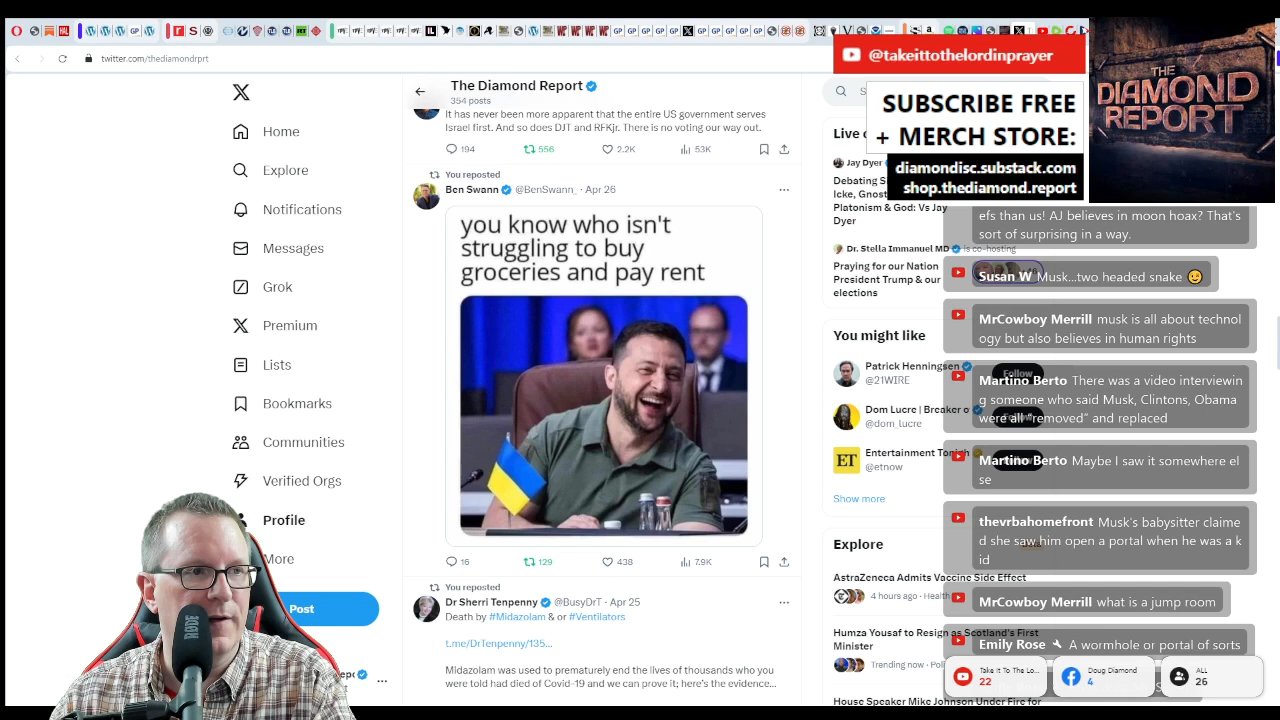 twitter.com/thediamondrprt
@takeittothelordinprayer
SUBSCRIBE FREE
+ MERCH STORE:
diamondisc.substack.com
shop.thediamond.report
THE
DIAMOND
REPORT
Home
Explore
Notifications
Messages
Grok
Premium
Lists
Bookmarks
Communities
Verified Orgs
Profile
More
Post
The Diamond Report
354 posts
It has never been more apparent that the entire US government serves
Israel first. And so does DJT and RFKjr. There is no voting our way out.
194 556 2.2K 53K
You reposted
Ben Swann @BenSwann_ · Apr 26
you know who isn't
struggling to buy
groceries and pay rent
16 129 438 7.9K
You reposted
Dr Sherri Tenpenny @BusyDrT · Apr 25
Death by #Midazolam & or #Ventilators
t.me/DrTenpenny/135...
Midazolam was used to prematurely end the lives of thousands who you
were told had died of Covid-19 and we can prove it; here's the evidence...
Jay Dyer
Icke, Gnost
Platonism & God: Vs Jay
Dyer
Dr. Stella Immanuel MD is co-hosting
Praying for our Nation
President Trump & our
elections
You might like
Patrick Henningsen
@21WIRE
Follow
Dom Lucre | Breaker o
@dom_lucre
Entertainment Tonigh
@etnow
Show more
Explore
AstraZeneca Admits Vaccine Side Effect
4 hours ago · Health
Humza Yousaf to Resign as Scotland's First
Minister
Trending now · Poli
House Speaker Mike Johnson Under Fire for
efs than us! AJ believes in moon hoax? That's
sort of surprising in a way.
Susan W Musk...two headed snake 😉
MrCowboy Merrill musk is all about technol
ogy but also believes in human rights
Martino Berto There was a video interviewin
g someone who said Musk, Clintons, Obama
were all "removed" and replaced
Martino Berto Maybe I saw it somewhere el
se
thevrbahomefront Musk's babysitter claime
d she saw him open a portal when he was a k
id
MrCowboy Merrill what is a jump room
Emily Rose A wormhole or portal of sorts
Take It To The Lo...
22
Doug Diamond
4
ALL
26